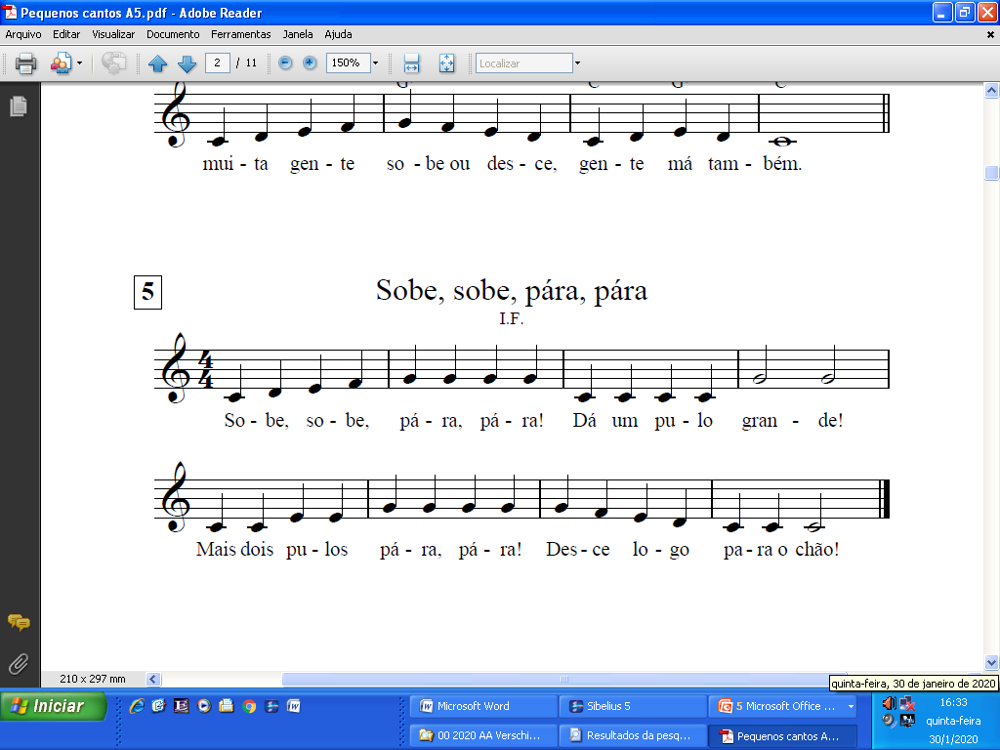 Pequenos cantos A5.pdf - Adobe Reader
Arquivo Editar Visualizar Documento Ferramentas Janela Ajuda
2 / 11 150% Localizar
G C G C
mui - ta gen - te so - be ou des - ce, gen - te má tam - bém.
5
Sobe, sobe, pára, pára
I.F.
4
4
So - be, so - be, pá - ra, pá - ra! Dá um pu - lo gran - de!
Mais dois pu - los pá - ra, pá - ra! Des - ce lo - go pa - ra o chão!
210 x 297 mm
quinta-feira, 30 de janeiro de 2020
Iniciar
Microsoft Word Sibelius 5 5 Microsoft Office ...
00 2020 AA Verschi... Resultados da pesq... Pequenos cantos A...
16:33
quinta-feira
30/1/2020